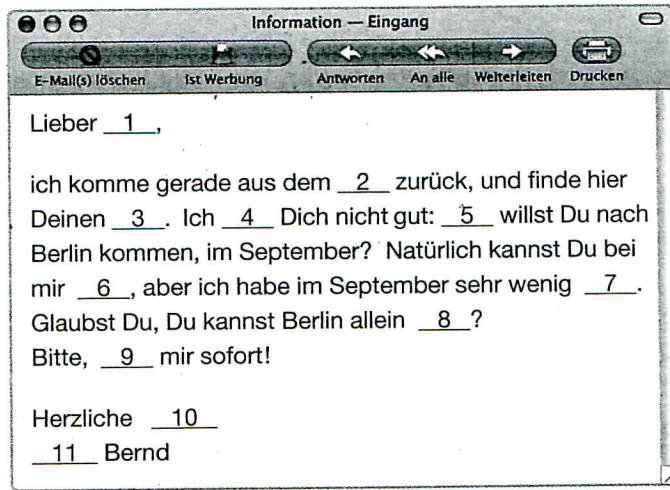 Information — Eingang
E-Mail(s) löschen Ist Werbung Antworten An alle Weiterleiten Drucken
Lieber 1,
ich komme gerade aus dem 2 zurück, und finde hier
Deinen 3. Ich 4 Dich nicht gut: 5 willst Du nach
Berlin kommen, im September? Natürlich kannst Du bei
mir 6, aber ich habe im September sehr wenig 7.
Glaubst Du, Du kannst Berlin allein 8?
Bitte, 9 mir sofort!
Herzliche 10
11 Bernd